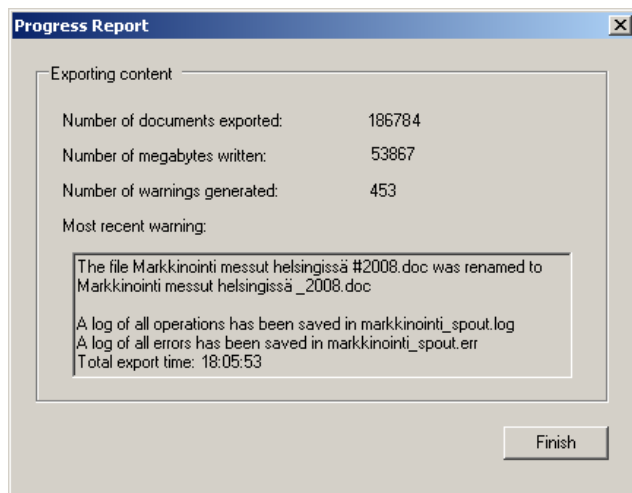 Progress Report
Exporting content
Number of documents exported: 186784
Number of megabytes written: 53867
Number of warnings generated: 453
Most recent warning:
The file Markkinointi messut helsingissä #2008.doc was renamed to
Markkinointi messut helsingissä _2008.doc
A log of all operations has been saved in markkinointi_spout.log
A log of all errors has been saved in markkinointi_spout.err
Total export time: 18:05:53
Finish